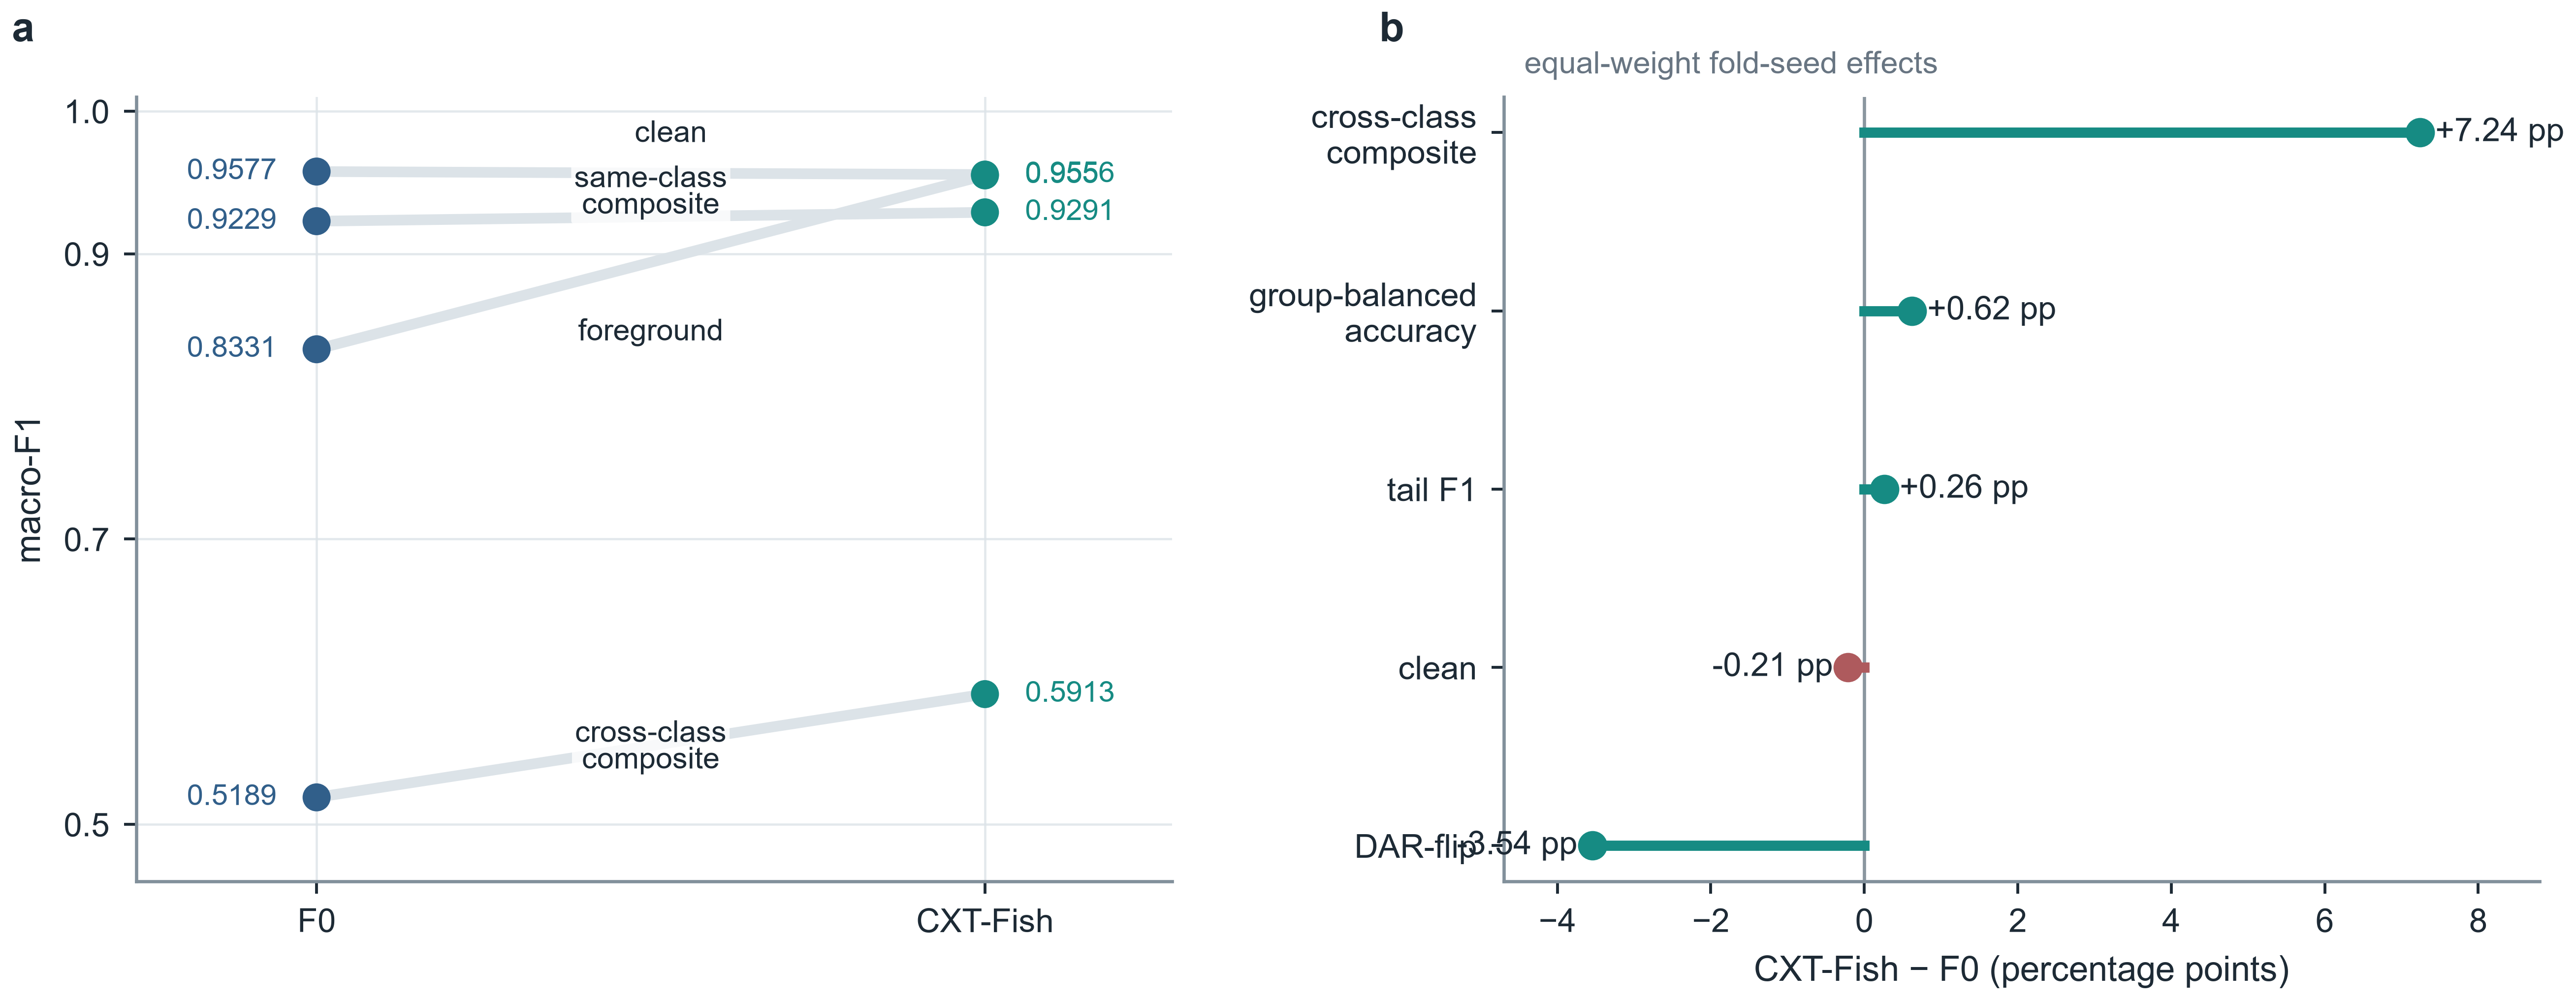 a
1.0
0.9
0.7
0.5
macro-F1
0.9577
0.9229
0.8331
0.5189
clean
same-class
composite
foreground
cross-class
composite
0.9556
0.9291
0.5913
F0
CXT-Fish
b
equal-weight fold-seed effects
cross-class
composite
+7.24 pp
group-balanced
accuracy
+0.62 pp
tail F1
+0.26 pp
clean
-0.21 pp
DAR-flip
-3.54 pp
−4
−2
0
2
4
6
8
CXT-Fish − F0 (percentage points)